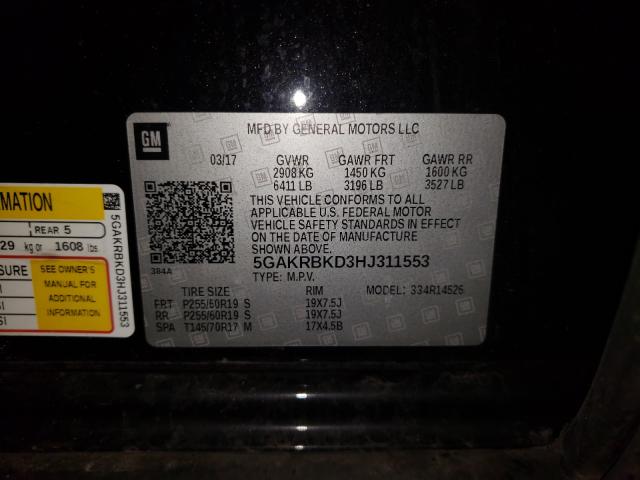 GM
MFD BY GENERAL MOTORS LLC
03/17 GVWR GAWR FRT GAWR RR
2908 KG 1450 KG 1600 KG
6411 LB 3196 LB 3527 LB
THIS VEHICLE CONFORMS TO ALL
APPLICABLE U.S. FEDERAL MOTOR
VEHICLE SAFETY STANDARDS IN EFFECT
ON THE DATE OF MANUFACTURE
SHOWN ABOVE.
5GAKRBKD3HJ311553
TYPE: M.P.V.
384A
TIRE SIZE RIM MODEL: 334R14526
FRT P255/60R19 S 19X7.5J
RR P255/60R19 S 19X7.5J
SPA T145/70R17 M 17X4.5B
RMATION
REAR 5
29 kg or 1608 lbs
SURE
SI
SI
SI
SEE OWNER'S
MANUAL FOR
ADDITIONAL
INFORMATION
5GAKRBKD3HJ311553